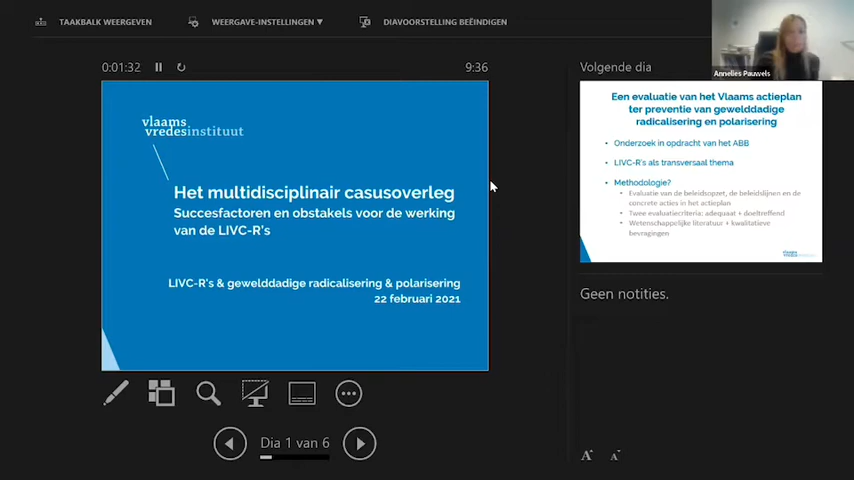 TAAKBALK WEERGEVEN
WEERGAVE-INSTELLINGEN ▼
DIAVOORSTELLING BEËINDIGEN
Annelies Pauwels
0:01:32
9:36
vlaams
vredesinstituut
Het multidisciplinair casusoverleg
Succesfactoren en obstakels voor de werking
van de LIVC-R's
LIVC-R's & gewelddadige radicalisering & polarisering
22 februari 2021
Dia 1 van 6
Volgende dia
Een evaluatie van het Vlaams actieplan
ter preventie van gewelddadige
radicalisering en polarisering
• Onderzoek in opdracht van het ABB
• LIVC-R's als transversaal thema
• Methodologie?
• Evaluatie van de beleidsopzet, de beleidslijnen en de
concrete acties in het actieplan
• Twee evaluatiecriteria: adequaat + doeltreffend
• Wetenschappelijke literatuur + kwalitatieve
bevragingen
vlaams
vredesinstituut
Geen notities.
A
A